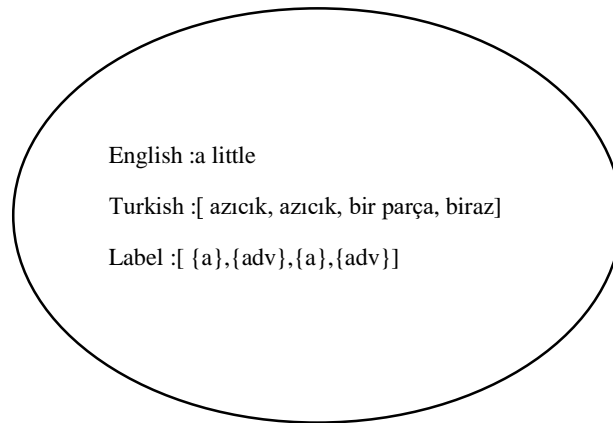 English :a little
Turkish :[ azıcık, azıcık, bir parça, biraz]
Label :[ {a},{adv},{a},{adv}]